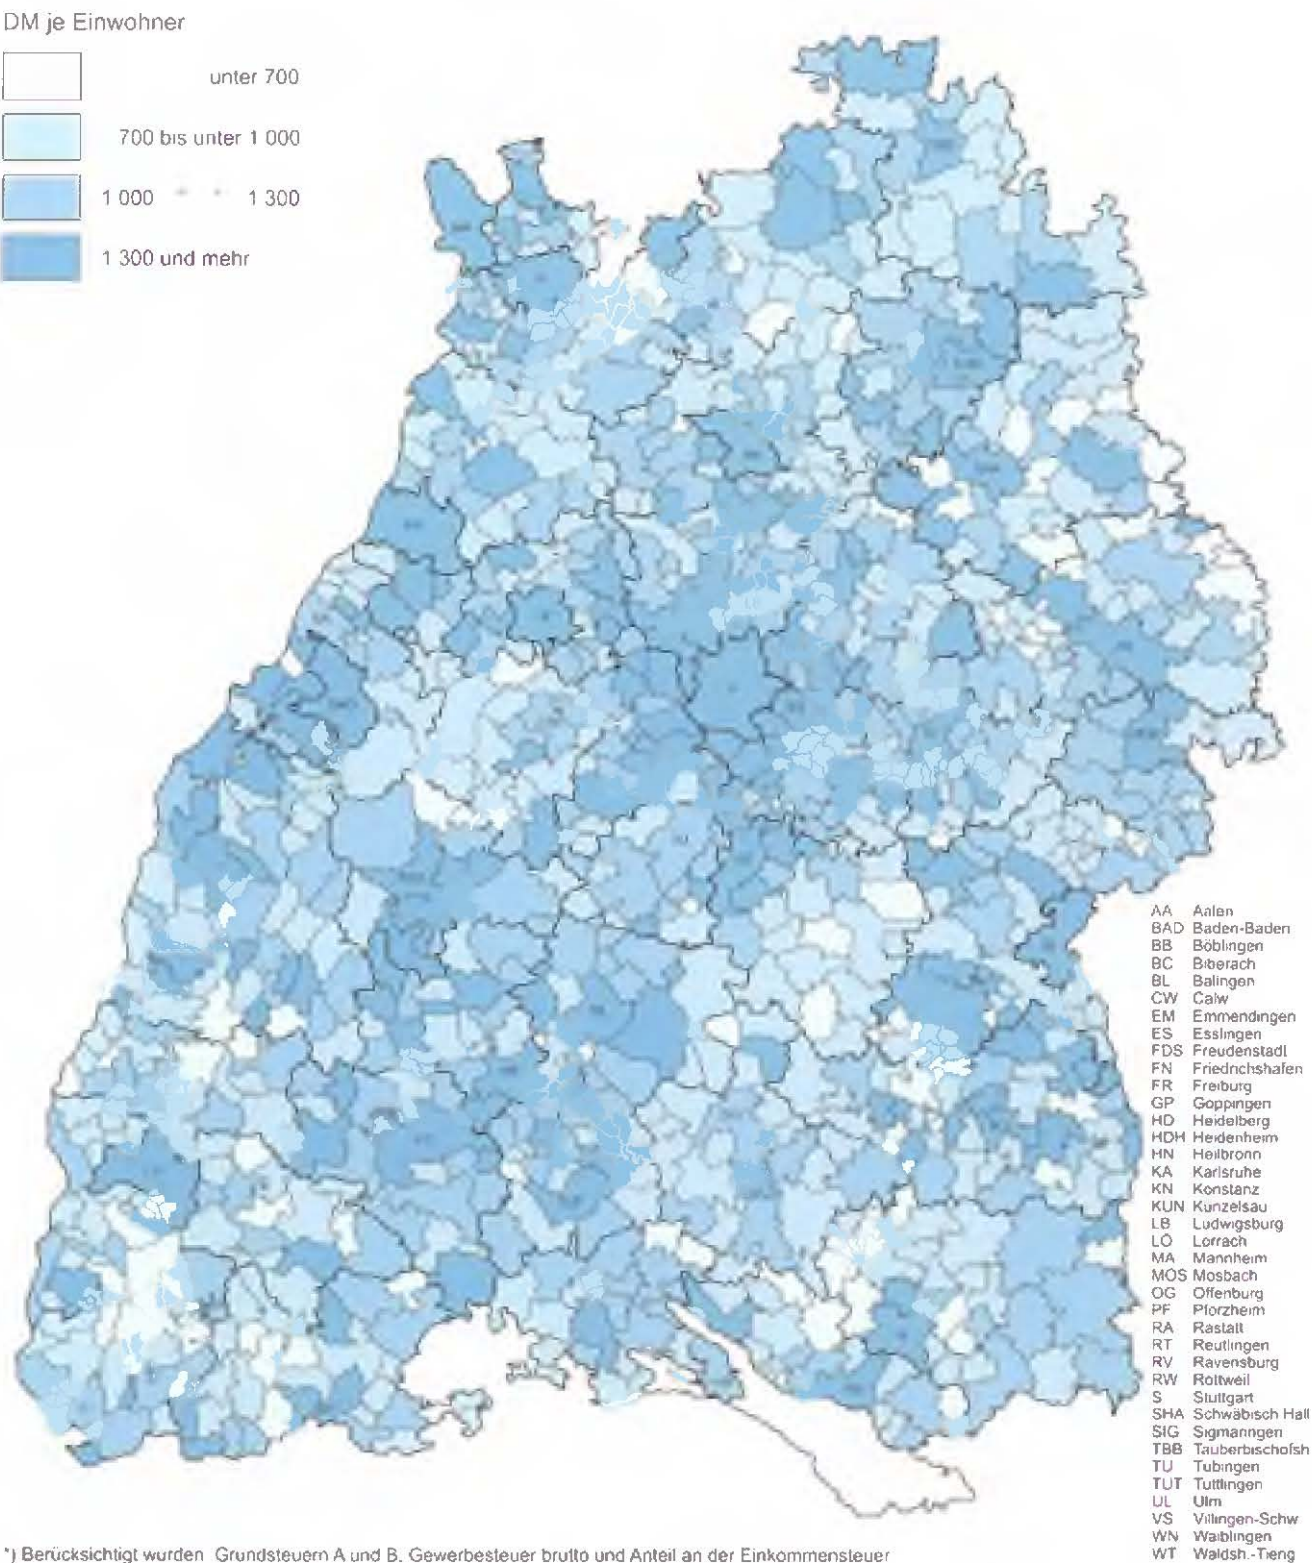 DM je Einwohner
unter 700
700 bis unter 1 000
1 000 " " 1 300
1 300 und mehr
AA Aalen
BAD Baden-Baden
BB Böblingen
BC Biberach
BL Balingen
CW Calw
EM Emmendingen
ES Esslingen
FDS Freudenstadt
FN Friedrichshafen
FR Freiburg
GP Goppingen
HD Heidelberg
HDH Heidenheim
HN Heilbronn
KA Karlsruhe
KN Konstanz
KUN Kunzelsau
LB Ludwigsburg
LÖ Lorrach
MA Mannheim
MOS Mosbach
OG Offenburg
PF Pforzheim
RA Rastatt
RT Reutlingen
RV Ravensburg
RW Rottweil
S Stuttgart
SHA Schwäbisch Hall
SIG Sigmaringen
TBB Tauberbischofsh
TU Tubingen
TUT Tuttlingen
UL Ulm
VS Villingen-Schw
WN Waiblingen
WT Waldsh.-Tieng
*) Berücksichtigt wurden Grundsteuern A und B, Gewerbesteuer brutto und Anteil an der Einkommensteuer